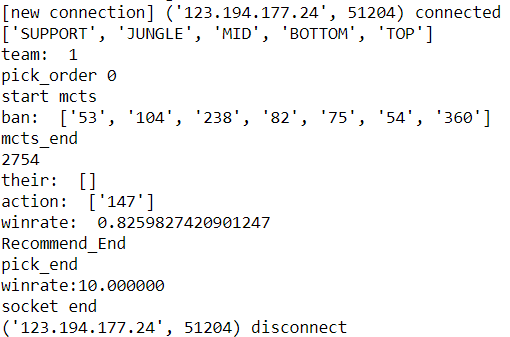 [new connection] ('123.194.177.24', 51204) connected
['SUPPORT', 'JUNGLE', 'MID', 'BOTTOM', 'TOP']
team:  1
pick_order 0
start mcts
ban:  ['53', '104', '238', '82', '75', '54', '360']
mcts_end
2754
their:  []
action:  ['147']
winrate:  0.8259827420901247
Recommend_End
pick_end
winrate:10.000000
socket end
('123.194.177.24', 51204) disconnect